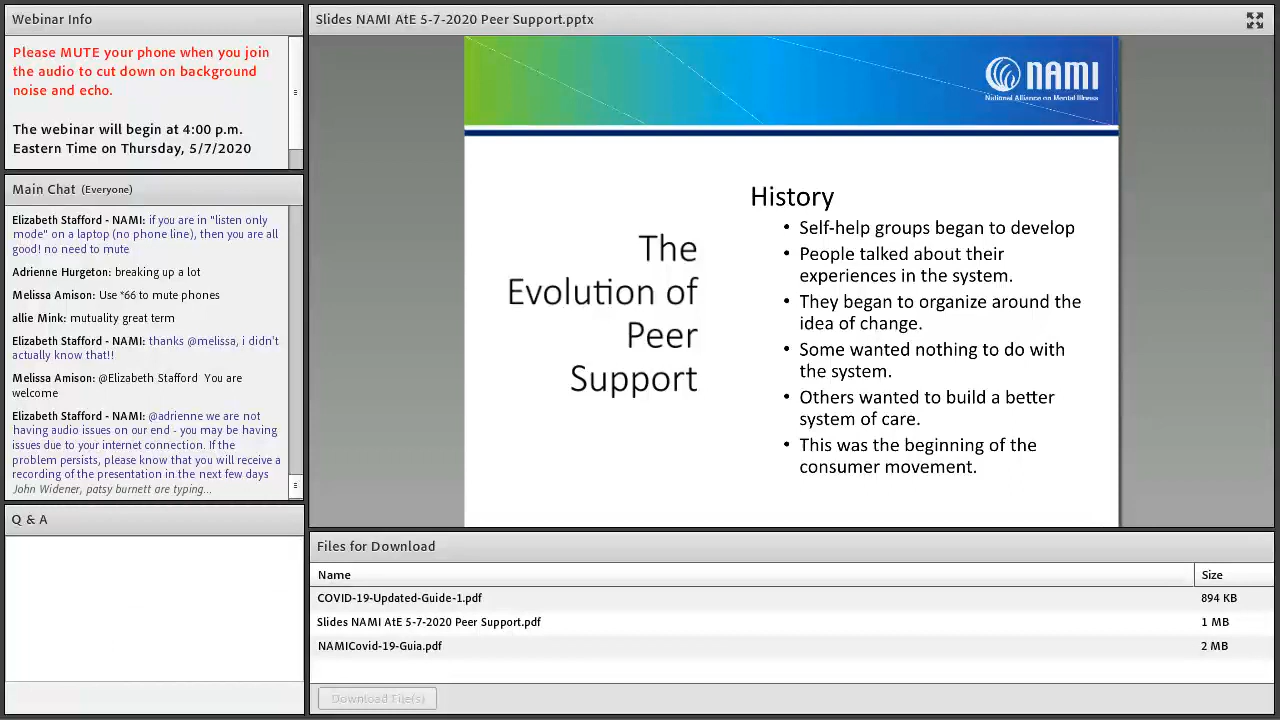 Webinar Info
Please MUTE your phone when you join
the audio to cut down on background
noise and echo.
The webinar will begin at 4:00 p.m.
Eastern Time on Thursday, 5/7/2020
Main Chat (Everyone)
Elizabeth Stafford - NAMI: if you are in "listen only
mode" on a laptop (no phone line), then you are all
good! no need to mute
Adrienne Hurgeton: breaking up a lot
Melissa Amison: Use *66 to mute phones
allie Mink: mutuality great term
Elizabeth Stafford - NAMI: thanks @melissa, i didn't
actually know that!!
Melissa Amison: @Elizabeth Stafford You are
welcome
Elizabeth Stafford - NAMI: @adrienne we are not
having audio issues on our end - you may be having
issues due to your internet connection. If the
problem persists, please know that you will receive a
recording of the presentation in the next few days
John Widener, patsy burnett are typing...
Q & A
Slides NAMI AtE 5-7-2020 Peer Support.pptx
NAMI
National Alliance on Mental Illness
The
Evolution of
Peer
Support
History
• Self-help groups began to develop
• People talked about their
experiences in the system.
• They began to organize around the
idea of change.
• Some wanted nothing to do with
the system.
• Others wanted to build a better
system of care.
• This was the beginning of the
consumer movement.
Files for Download
Name Size
COVID-19-Updated-Guide-1.pdf 894 KB
Slides NAMI AtE 5-7-2020 Peer Support.pdf 1 MB
NAMICovid-19-Guia.pdf 2 MB
Download File(s)